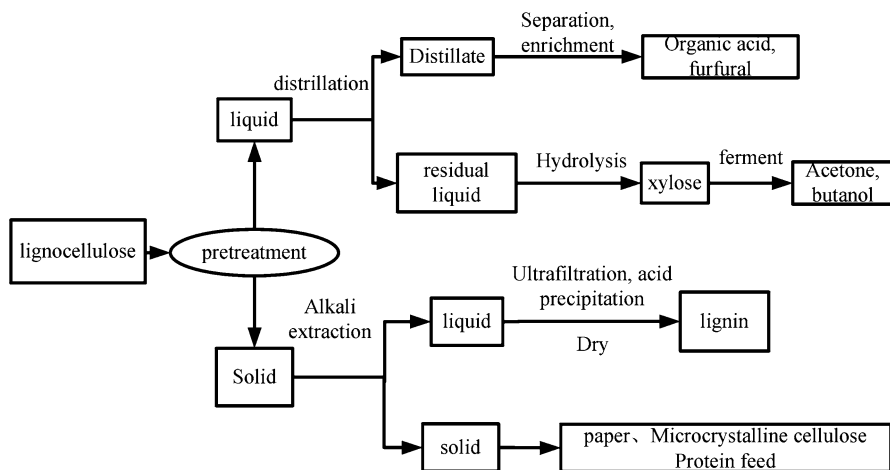 Separation,
enrichment
Distillate
Organic acid,
furfural
distrillation
liquid
residual
liquid
Hydrolysis
xylose
ferment
Acetone,
butanol
lignocellulose
pretreatment
Ultrafiltration, acid
precipitation
Alkali
extraction
liquid
lignin
Dry
Solid
solid
paper、Microcrystalline cellulose
Protein feed